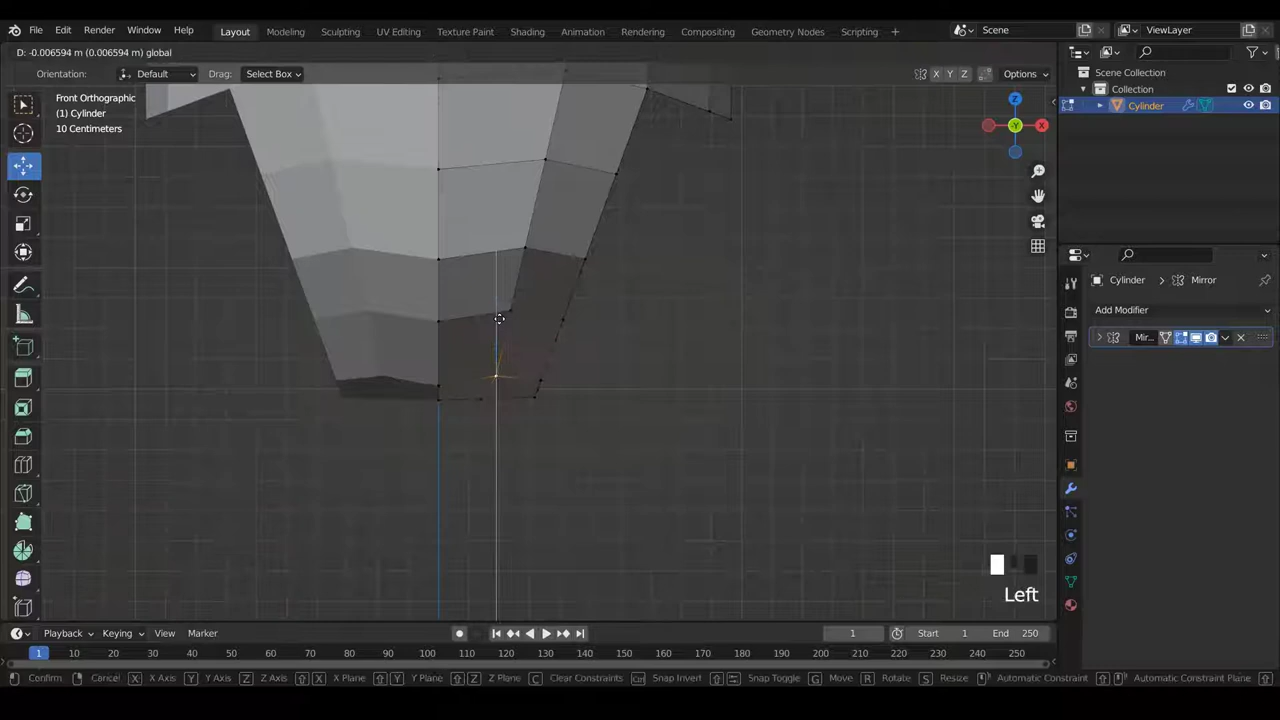 File Edit Render Window Help Layout Modeling Sculpting UV Editing Texture Paint Shading Animation Rendering Compositing Geometry Nodes Scripting + Scene ViewLayer
D: -0.006594 m (0.006594 m) global
Orientation: Default Drag: Select Box X Y Z Options
Scene Collection
Collection
Cylinder
Front Orthographic
(1) Cylinder
10 Centimeters
Z
X
Y
Cylinder > Mirror
Add Modifier
Mir...
Left
Playback Keying View Marker 1 Start 1 End 250
1 10 20 30 40 50 60 70 80 90 100 110 120 130 140 150 160 170 180 190 200 210 220 230 240 250
Confirm Cancel X X Axis Y Y Axis Z Z Axis X X Plane Y Y Plane Z Z Plane C Clear Constraints Ctrl Snap Invert Snap Toggle G Move R Rotate S Resize Automatic Constraint Automatic Constraint Plane